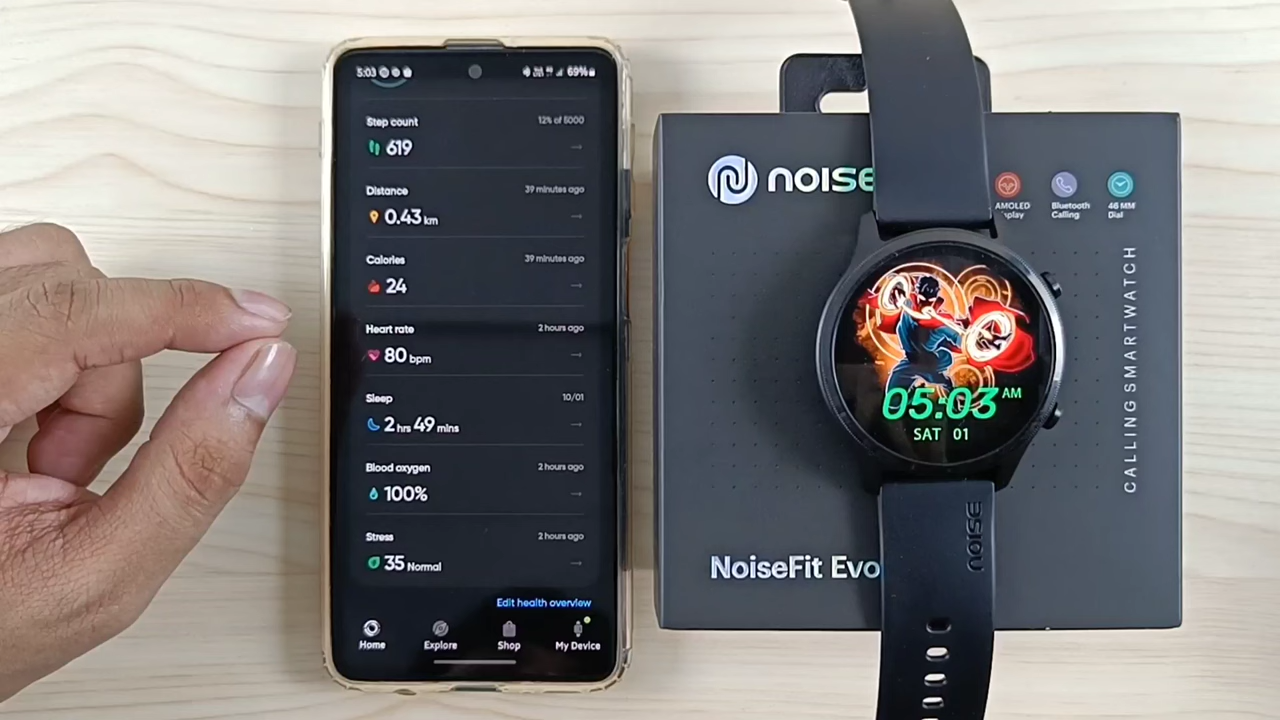 5:03 69%
Step count 12% of 5000
619
Distance 39 minutes ago
0.43 km
Calories 39 minutes ago
24
Heart rate 2 hours ago
80 bpm
Sleep 10/01
2 hrs 49 mins
Blood oxygen 2 hours ago
100%
Stress 2 hours ago
35 Normal
Edit health overview
Home Explore Shop My Device
NOISE
AMOLED
Bluetooth
Calling
46 MM
Dial
CALLING SMARTWATCH
05:03 AM
SAT 01
NOISE
NoiseFit Evo